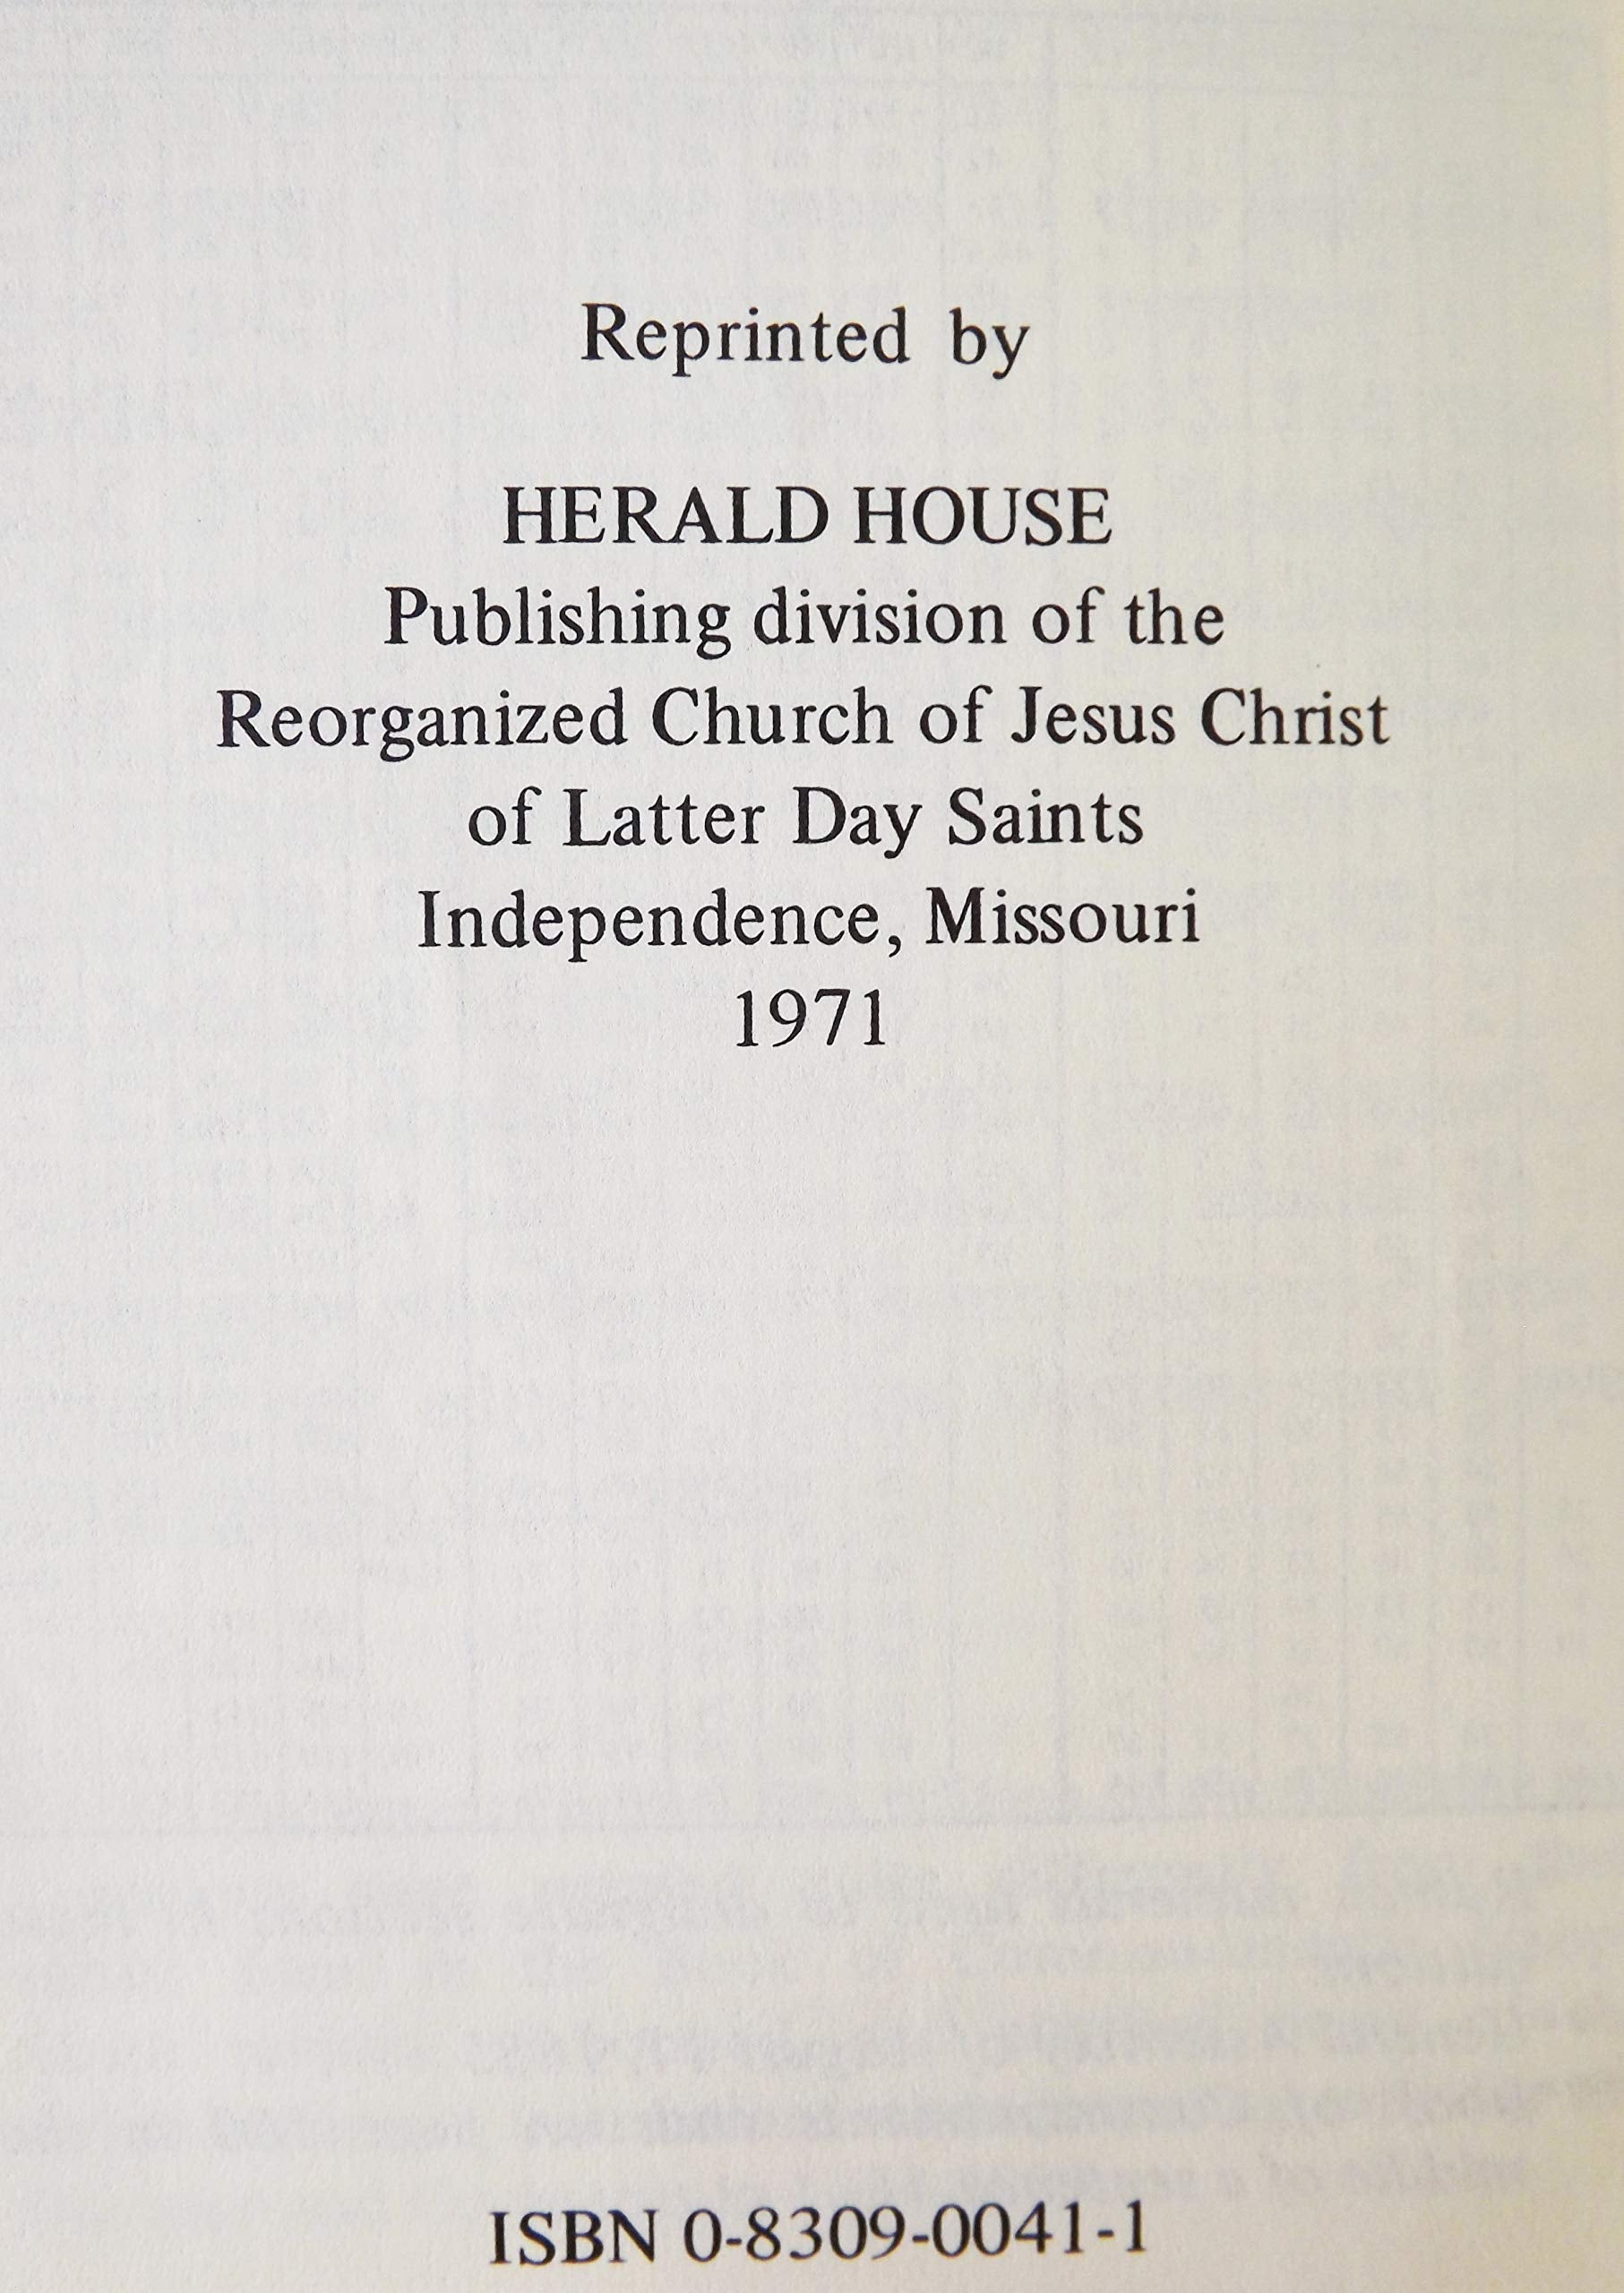 Reprinted by
HERALD HOUSE
Publishing division of the
Reorganized Church of Jesus Christ
of Latter Day Saints
Independence, Missouri
1971
ISBN 0-8309-0041-1